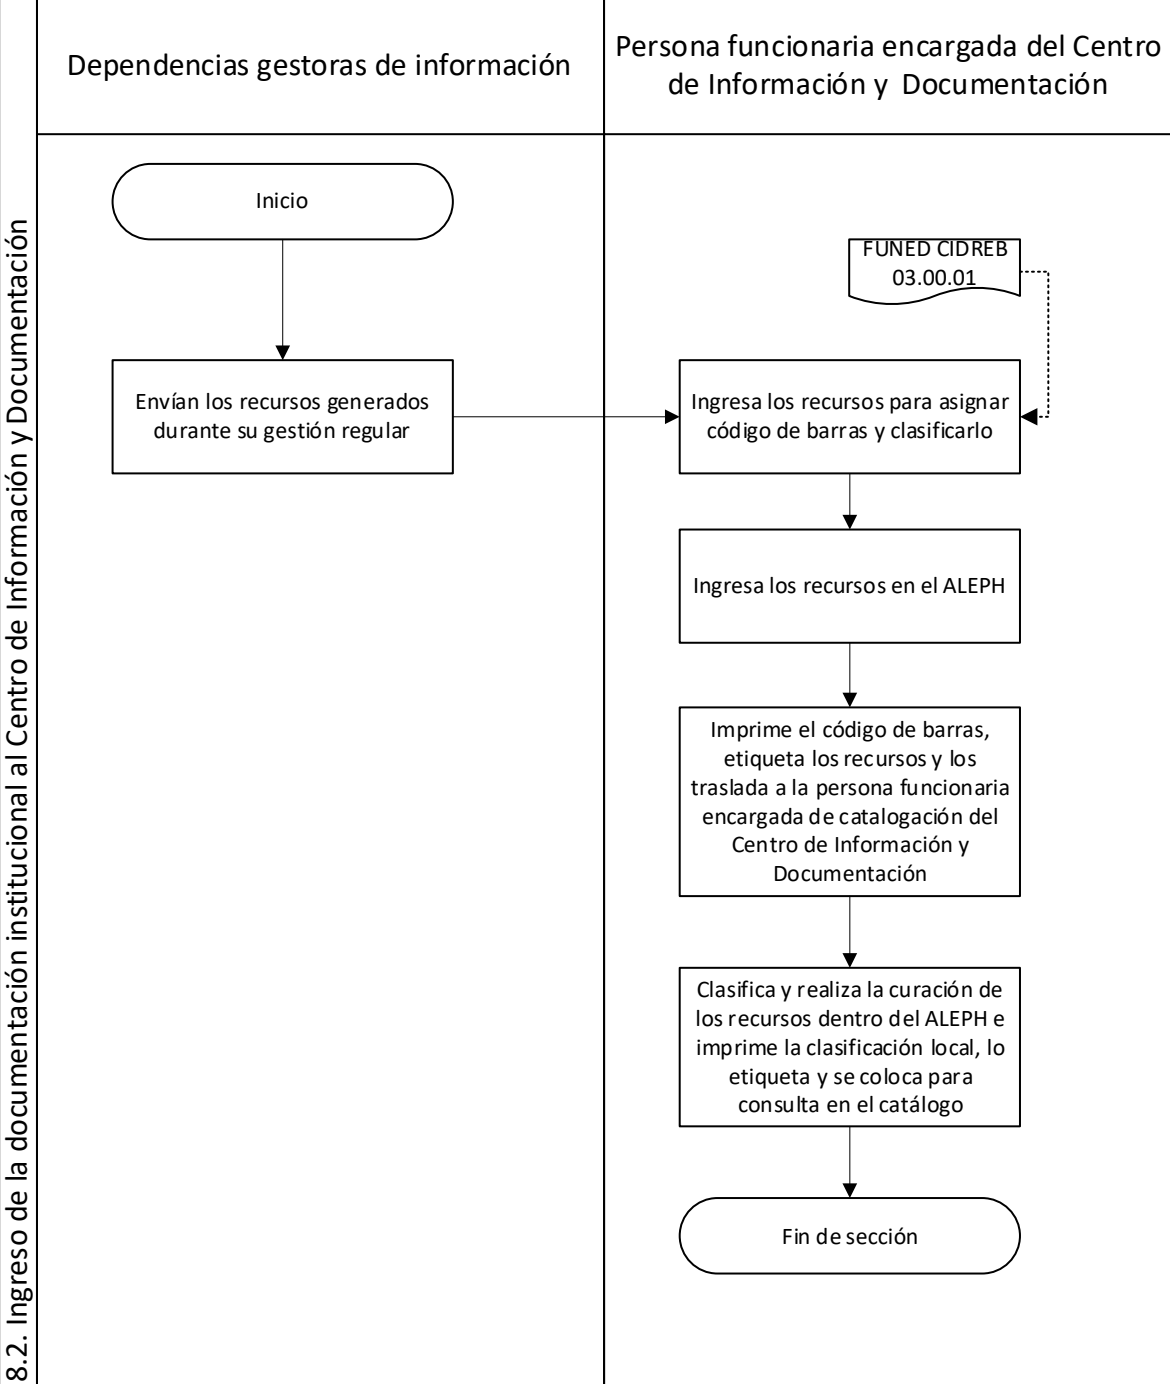 8.2. Ingreso de la documentación institucional al Centro de Información y Documentación
Dependencias gestoras de información
Persona funcionaria encargada del Centro
de Información y Documentación
Inicio
FUNED CIDREB
03.00.01
Envían los recursos generados
durante su gestión regular
Ingresa los recursos para asignar
código de barras y clasificarlo
Ingresa los recursos en el ALEPH
Imprime el código de barras,
etiqueta los recursos y los
traslada a la persona funcionaria
encargada de catalogación del
Centro de Información y
Documentación
Clasifica y realiza la curación de
los recursos dentro del ALEPH e
imprime la clasificación local, lo
etiqueta y se coloca para
consulta en el catálogo
Fin de sección